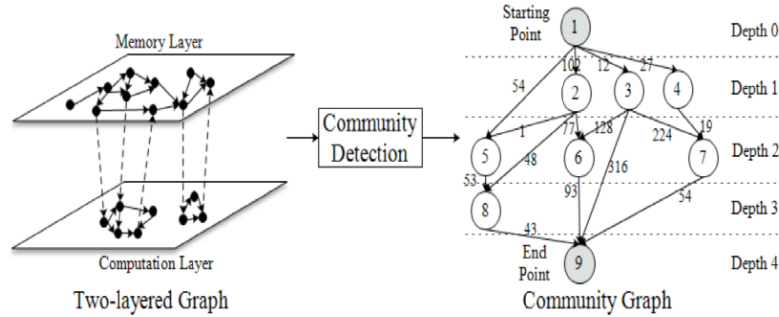 Memory Layer
Computation Layer
Two-layered Graph
Community
Detection
Starting
Point
1
Depth 0
12
27
54
2
3
4
Depth 1
1
77
128
224
19
5
6
7
Depth 2
48
316
53
93
54
8
Depth 3
43
End
Point
9
Depth 4
Community Graph